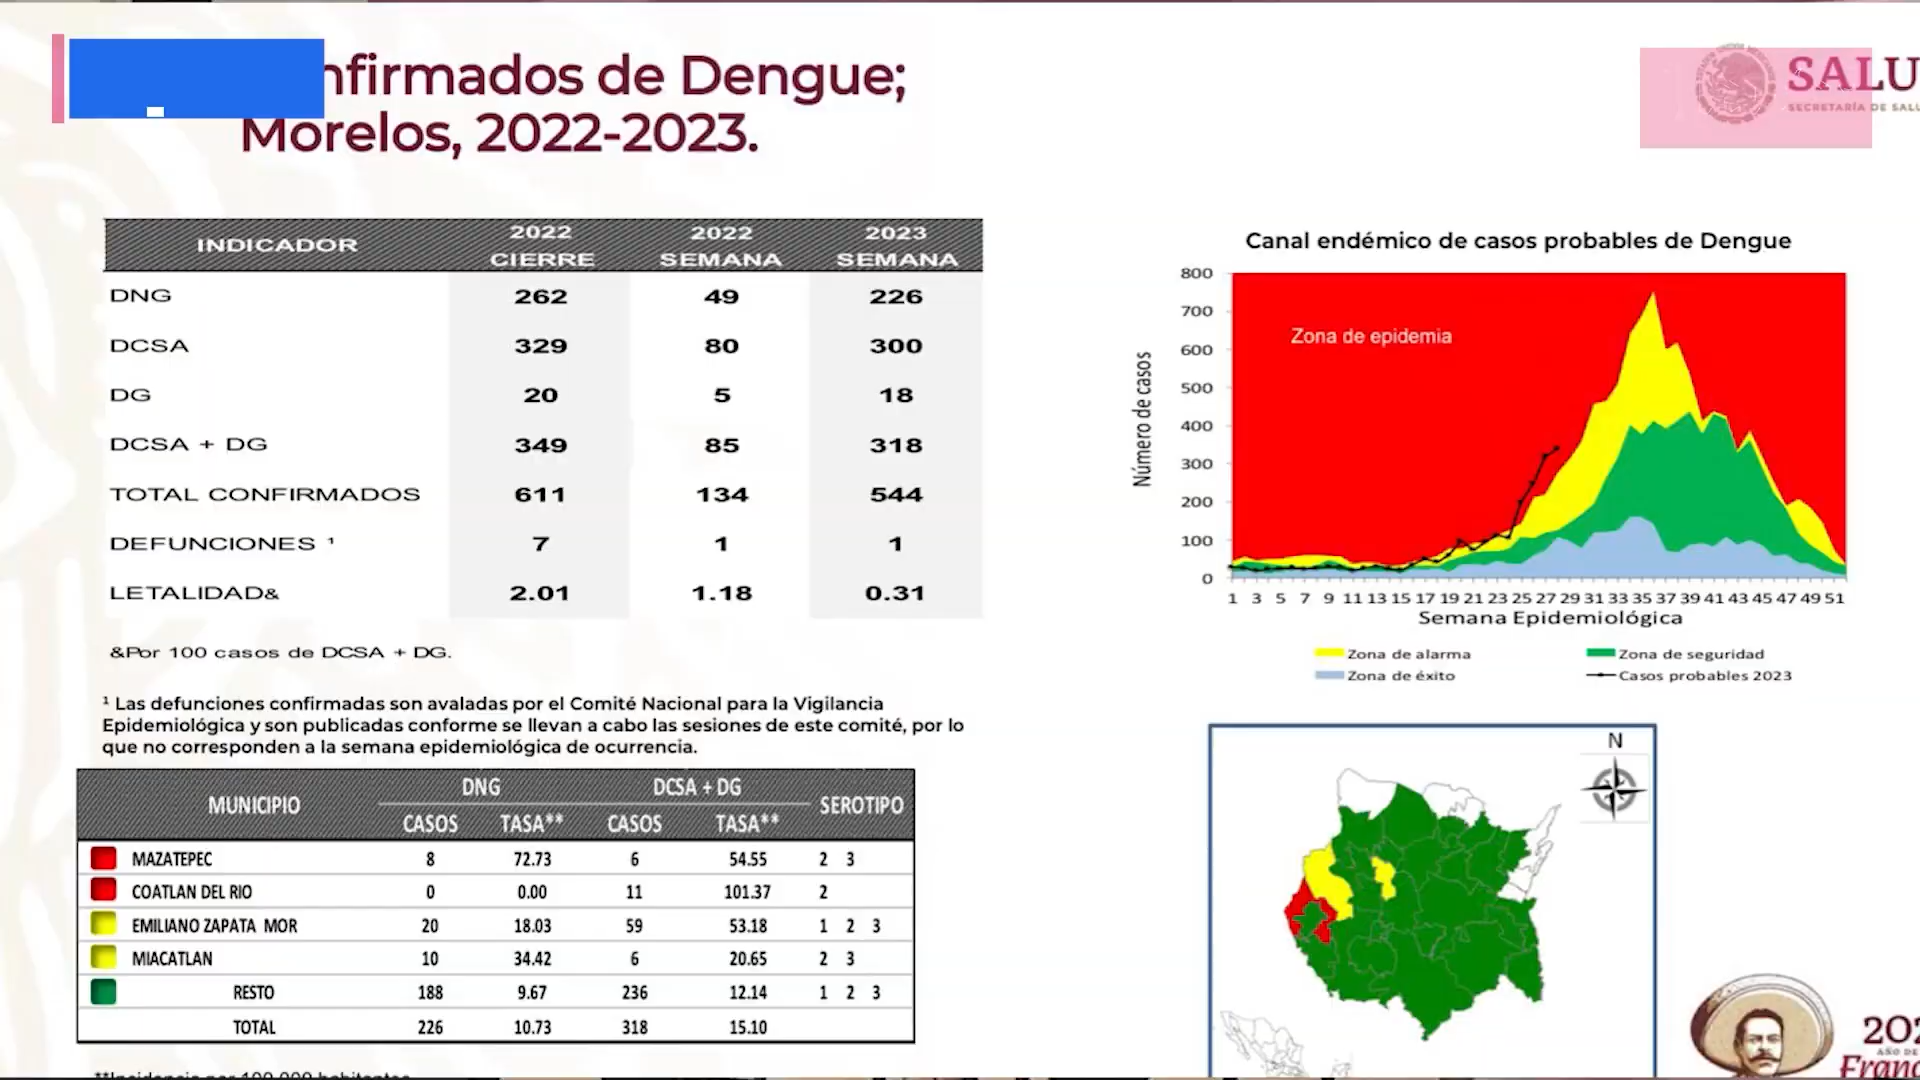 nfirmados de Dengue;
Morelos, 2022-2023.
SALU
SECRETARÍA DE SALU
INDICADOR 2022 CIERRE 2022 SEMANA 2023 SEMANA
DNG 262 49 226
DCSA 329 80 300
DG 20 5 18
DCSA + DG 349 85 318
TOTAL CONFIRMADOS 611 134 544
DEFUNCIONES ¹ 7 1 1
LETALIDAD& 2.01 1.18 0.31
&Por 100 casos de DCSA + DG.
¹ Las defunciones confirmadas son avaladas por el Comité Nacional para la Vigilancia
Epidemiológica y son publicadas conforme se llevan a cabo las sesiones de este comité, por lo
que no corresponden a la semana epidemiológica de ocurrencia.
MUNICIPIO DNG DCSA + DG SEROTIPO
CASOS TASA** CASOS TASA**
MAZATEPEC 8 72.73 6 54.55 2 3
COATLAN DEL RIO 0 0.00 11 101.37 2
EMILIANO ZAPATA MOR 20 18.03 59 53.18 1 2 3
MIACATLAN 10 34.42 6 20.65 2 3
RESTO 188 9.67 236 12.14 1 2 3
TOTAL 226 10.73 318 15.10
**Incidencia por 100,000 habitantes
Canal endémico de casos probables de Dengue
800
700
600
500
400
300
200
100
0
Número de casos
Zona de epidemia
1 3 5 7 9 11 13 15 17 19 21 23 25 27 29 31 33 35 37 39 41 43 45 47 49 51
Semana Epidemiológica
Zona de alarma Zona de seguridad
Zona de éxito Casos probables 2023
N
202
AÑO DE
Franc